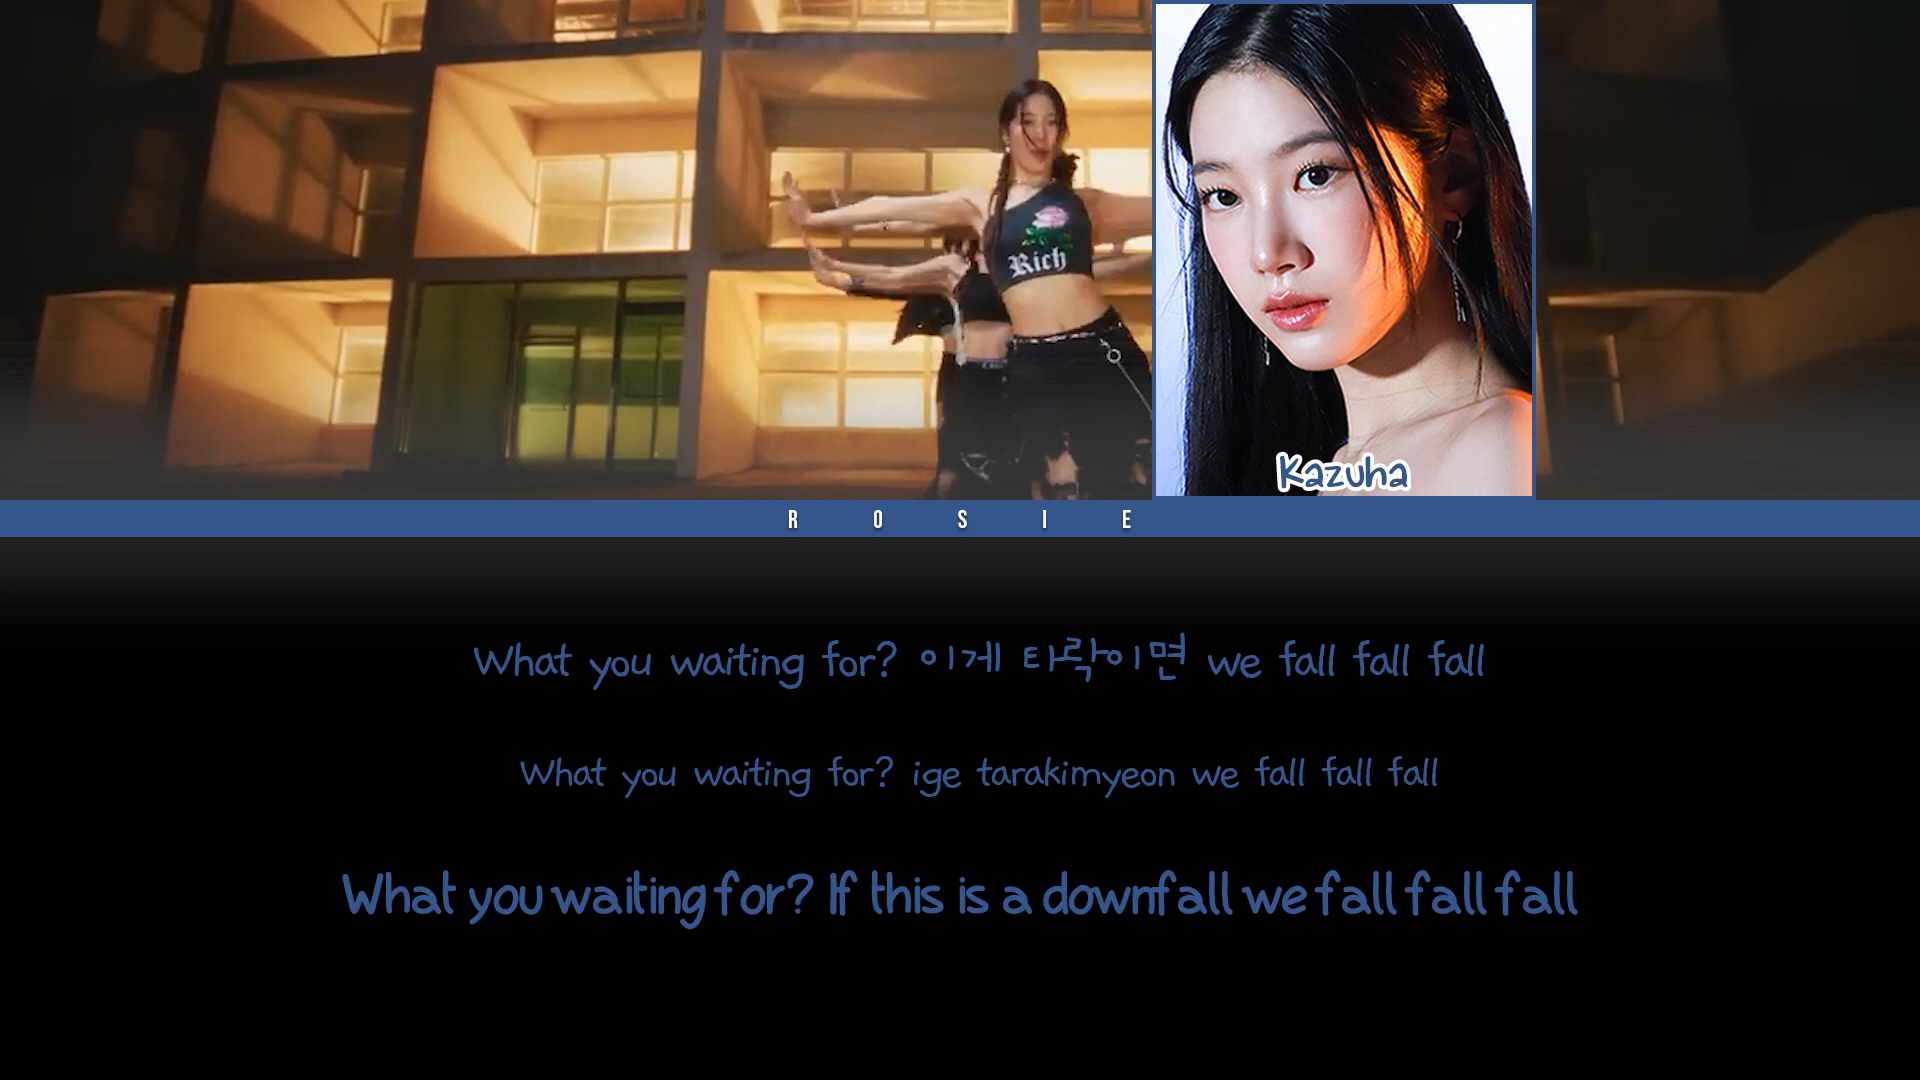 Rich
Kazuha
ROSIE
What you waiting for? 이게 타락이면 we fall fall fall
What you waiting for? ige tarakimyeon we fall fall fall
What you waiting for? If this is a downfall we fall fall fall